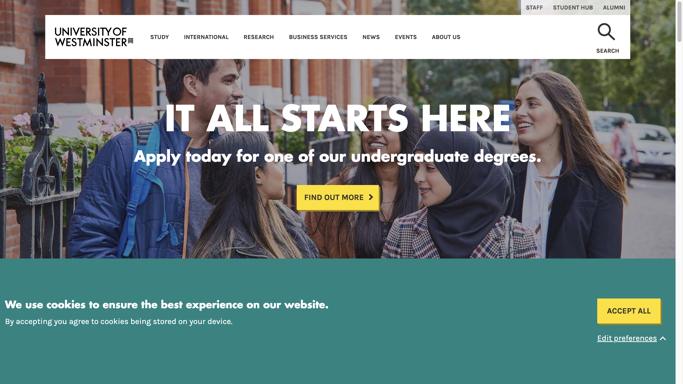 STAFF STUDENT HUB ALUMNI
UNIVERSITY OF
WESTMINSTER
STUDY INTERNATIONAL RESEARCH BUSINESS SERVICES NEWS EVENTS ABOUT US
SEARCH
IT ALL STARTS HERE
Apply today for one of our undergraduate degrees.
FIND OUT MORE
We use cookies to ensure the best experience on our website.
By accepting you agree to cookies being stored on your device.
ACCEPT ALL
Edit preferences